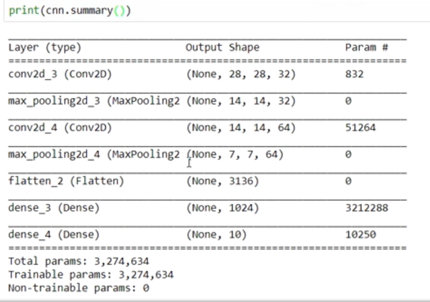 print(cnn.summary())
Layer (type) Output Shape Param #
conv2d_3 (Conv2D) (None, 28, 28, 32) 832
max_pooling2d_3 (MaxPooling2 (None, 14, 14, 32) 0
conv2d_4 (Conv2D) (None, 14, 14, 64) 51264
max_pooling2d_4 (MaxPooling2 (None, 7, 7, 64) 0
flatten_2 (Flatten) (None, 3136) 0
dense_3 (Dense) (None, 1024) 3212288
dense_4 (Dense) (None, 10) 10250
Total params: 3,274,634
Trainable params: 3,274,634
Non-trainable params: 0